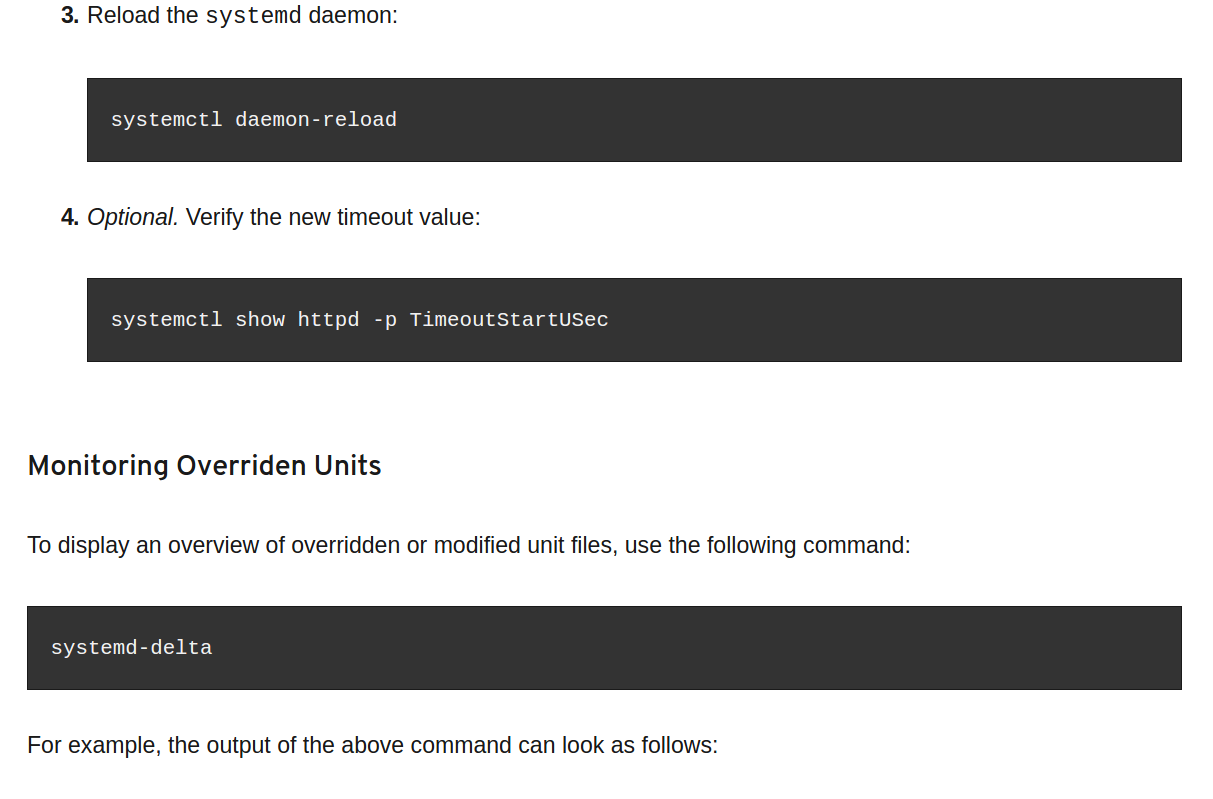 3. Reload the systemd daemon:
systemctl daemon-reload
4. Optional. Verify the new timeout value:
systemctl show httpd -p TimeoutStartUSec
Monitoring Overriden Units
To display an overview of overridden or modified unit files, use the following command:
systemd-delta
For example, the output of the above command can look as follows: